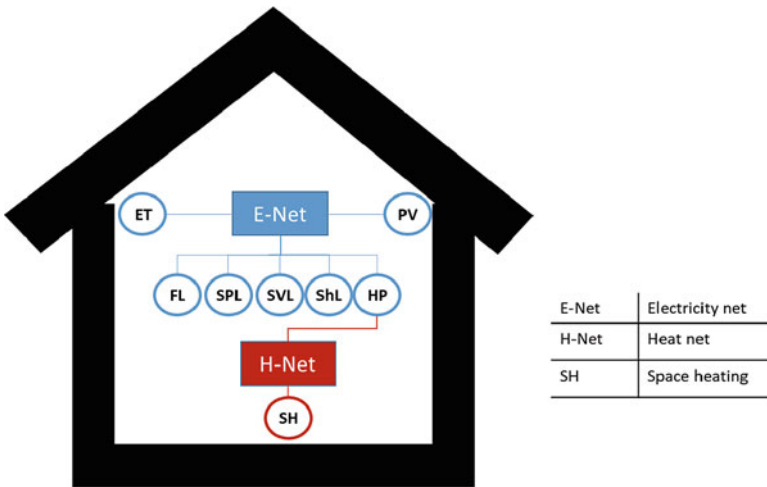 ET E-Net PV
FL SPL SVL ShL HP
H-Net
SH
E-Net Electricity net
H-Net Heat net
SH Space heating